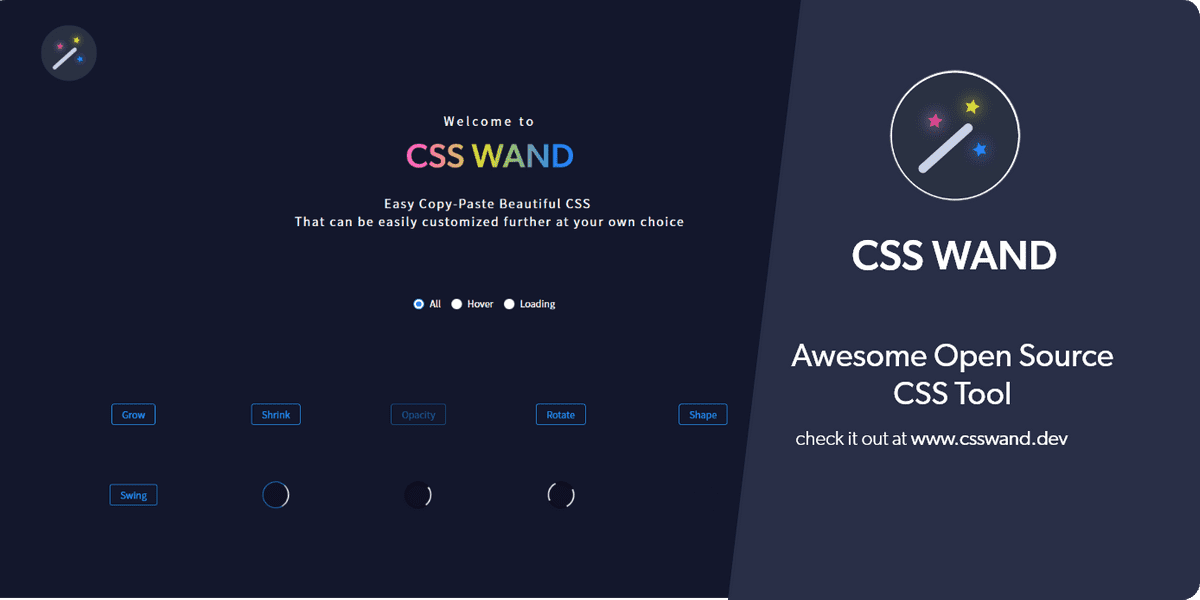 Welcome to
CSS WAND
Easy Copy-Paste Beautiful CSS
That can be easily customized further at your own choice
All Hover Loading
Grow Shrink Opacity Rotate Shape
Swing
CSS WAND
Awesome Open Source
CSS Tool
check it out at www.csswand.dev